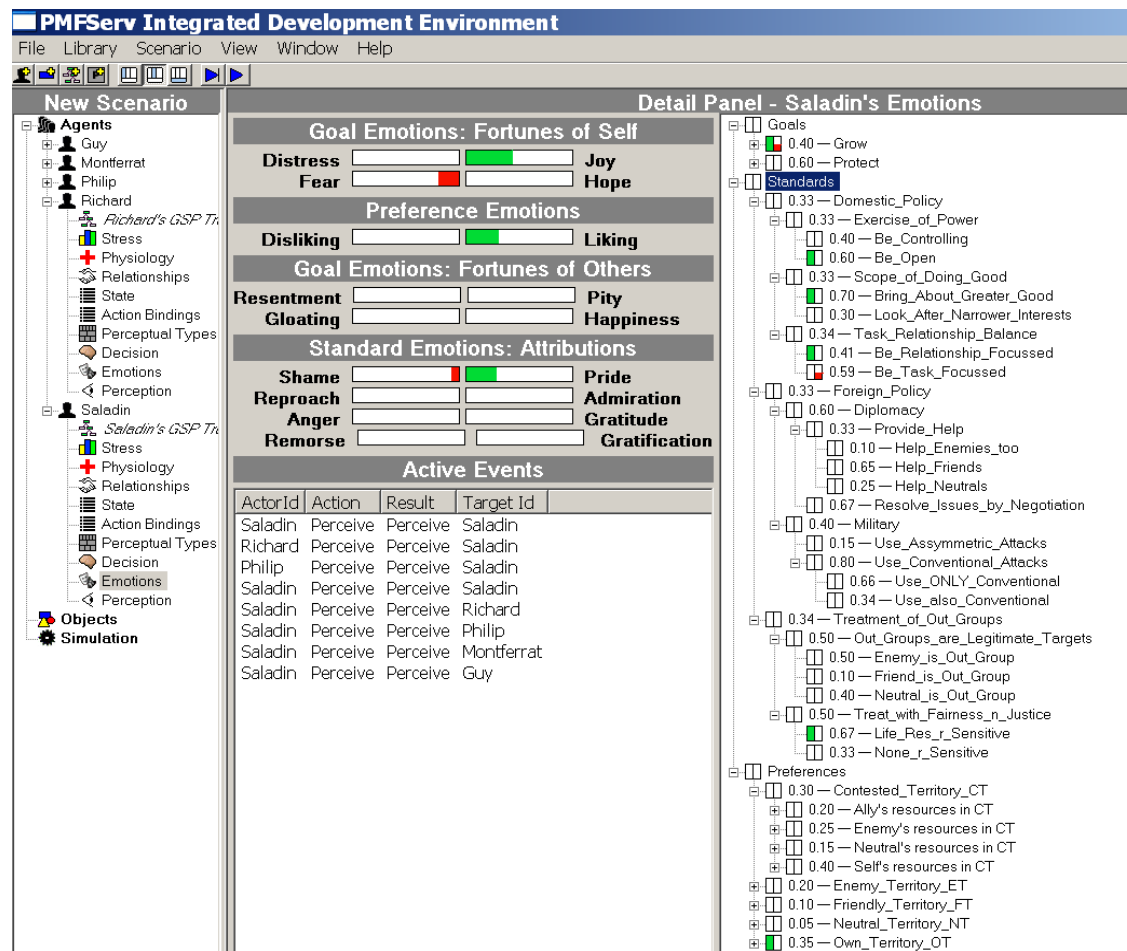 PMFServ Integrated Development Environment
File Library Scenario View Window Help
New Scenario
Agents
Guy
Montferrat
Philip
Richard
Richard's GSP Tr
Stress
Physiology
Relationships
State
Action Bindings
Perceptual Types
Decision
Emotions
Perception
Saladin
Saladin's GSP Tr
Stress
Physiology
Relationships
State
Action Bindings
Perceptual Types
Decision
Emotions
Perception
Objects
Simulation
Detail Panel - Saladin's Emotions
Goal Emotions: Fortunes of Self
Distress Joy
Fear Hope
Preference Emotions
Disliking Liking
Goal Emotions: Fortunes of Others
Resentment Pity
Gloating Happiness
Standard Emotions: Attributions
Shame Pride
Reproach Admiration
Anger Gratitude
Remorse Gratification
Active Events
ActorId Action Result Target Id
Saladin Perceive Perceive Saladin
Richard Perceive Perceive Saladin
Philip Perceive Perceive Saladin
Saladin Perceive Perceive Saladin
Saladin Perceive Perceive Richard
Saladin Perceive Perceive Philip
Saladin Perceive Perceive Montferrat
Saladin Perceive Perceive Guy
Goals
0.40 — Grow
0.60 — Protect
Standards
0.33 — Domestic_Policy
0.33 — Exercise_of_Power
0.40 — Be_Controlling
0.60 — Be_Open
0.33 — Scope_of_Doing_Good
0.70 — Bring_About_Greater_Good
0.30 — Look_After_Narrower_Interests
0.34 — Task_Relationship_Balance
0.41 — Be_Relationship_Focussed
0.59 — Be_Task_Focussed
0.33 — Foreign_Policy
0.60 — Diplomacy
0.33 — Provide_Help
0.10 — Help_Enemies_too
0.65 — Help_Friends
0.25 — Help_Neutrals
0.67 — Resolve_Issues_by_Negotiation
0.40 — Military
0.15 — Use_Assymmetric_Attacks
0.80 — Use_Conventional_Attacks
0.66 — Use_ONLY_Conventional
0.34 — Use_also_Conventional
0.34 — Treatment_of_Out_Groups
0.50 — Out_Groups_are_Legitimate_Targets
0.50 — Enemy_is_Out_Group
0.10 — Friend_is_Out_Group
0.40 — Neutral_is_Out_Group
0.50 — Treat_with_Fairness_n_Justice
0.67 — Life_Res_r_Sensitive
0.33 — None_r_Sensitive
Preferences
0.30 — Contested_Territory_CT
0.20 — Ally's resources in CT
0.25 — Enemy's resources in CT
0.15 — Neutral's resources in CT
0.40 — Self's resources in CT
0.20 — Enemy_Territory_ET
0.10 — Friendly_Territory_FT
0.05 — Neutral_Territory_NT
0.35 — Own_Territory_OT